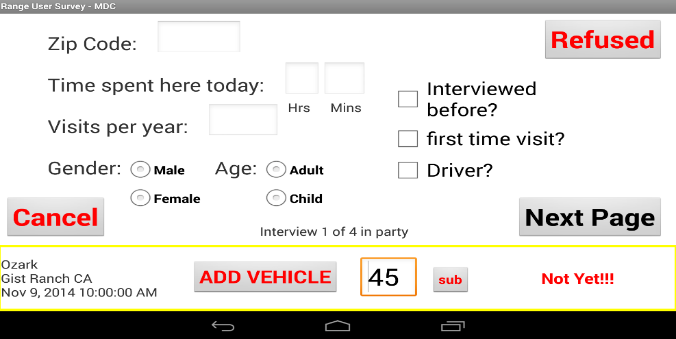 Range User Survey - MDC
Zip Code:
Refused
Time spent here today:
Hrs Mins
Interviewed
before?
Visits per year:
first time visit?
Gender: Male Age: Adult
Driver?
Female Child
Cancel
Next Page
Interview 1 of 4 in party
Ozark
Gist Ranch CA
Nov 9, 2014 10:00:00 AM
ADD VEHICLE
45
sub
Not Yet!!!